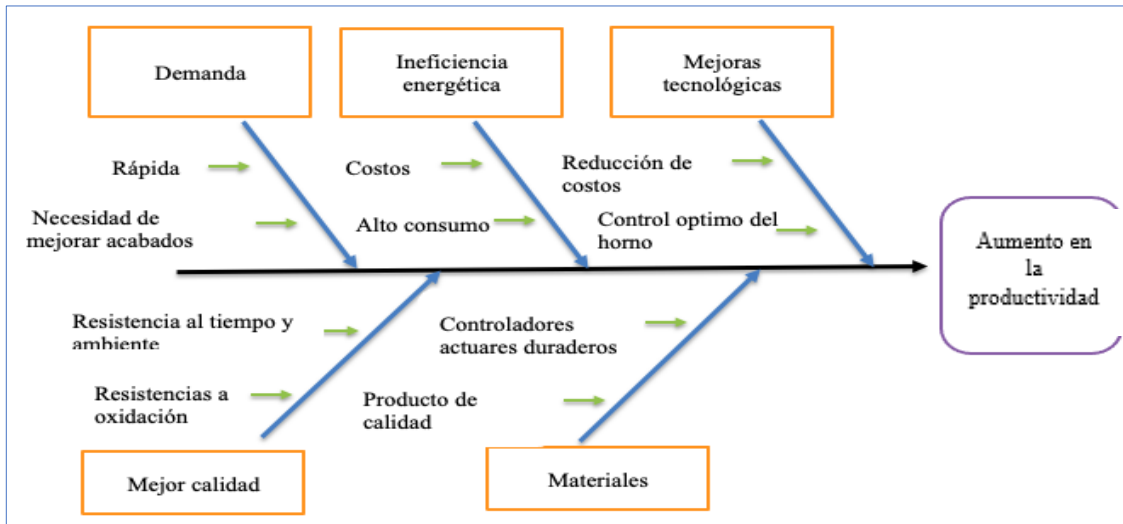 Demanda
Ineficiencia
energética
Mejoras
tecnológicas
Rápida
Necesidad de
mejorar acabados
Costos
Alto consumo
Reducción de
costos
Control optimo del
horno
Aumento en
la
productividad
Resistencia al tiempo y
ambiente
Resistencias a
oxidación
Controladores
actuares duraderos
Producto de
calidad
Mejor calidad
Materiales